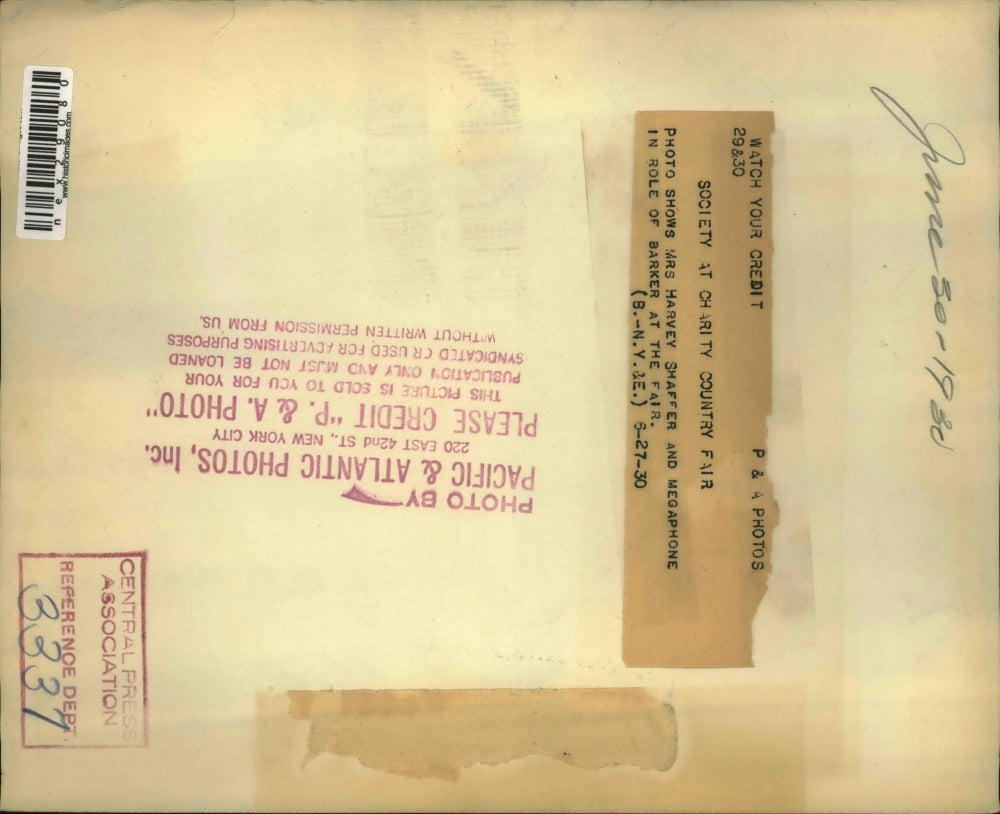 June 30-1930
WATCH YOUR CREDIT P & A PHOTOS
29&30
SOCIETY AT CHARITY COUNTRY FAIR
PHOTO SHOWS MRS HARVEY SHAFFER AND MEGAPHONE
IN ROLE OF BARKER AT THE FAIR.
(B.-N.Y.&E.) 6-27-30
PHOTO BY
PACIFIC & ATLANTIC PHOTOS, Inc.
220 EAST 42nd ST., NEW YORK CITY
PLEASE CREDIT "P. & A. PHOTO"
THIS PICTURE IS SOLD TO YOU FOR YOUR
PUBLICATION ONLY AND MUST NOT BE LOANED
SYNDICATED OR USED FOR ADVERTISING PURPOSES
WITHOUT WRITTEN PERMISSION FROM US.
CENTRAL PRESS
ASSOCIATION
REFERENCE DEPT
3337
www.historicimages.com
nex29080